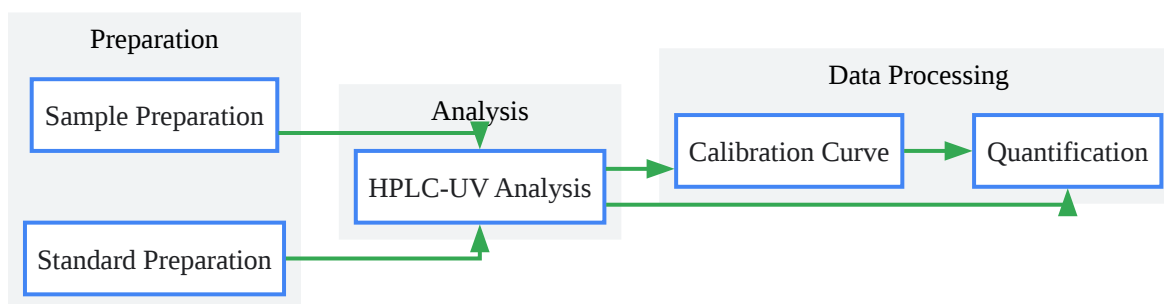 Preparation
Sample Preparation
Standard Preparation
Analysis
HPLC-UV Analysis
Data Processing
Calibration Curve
Quantification